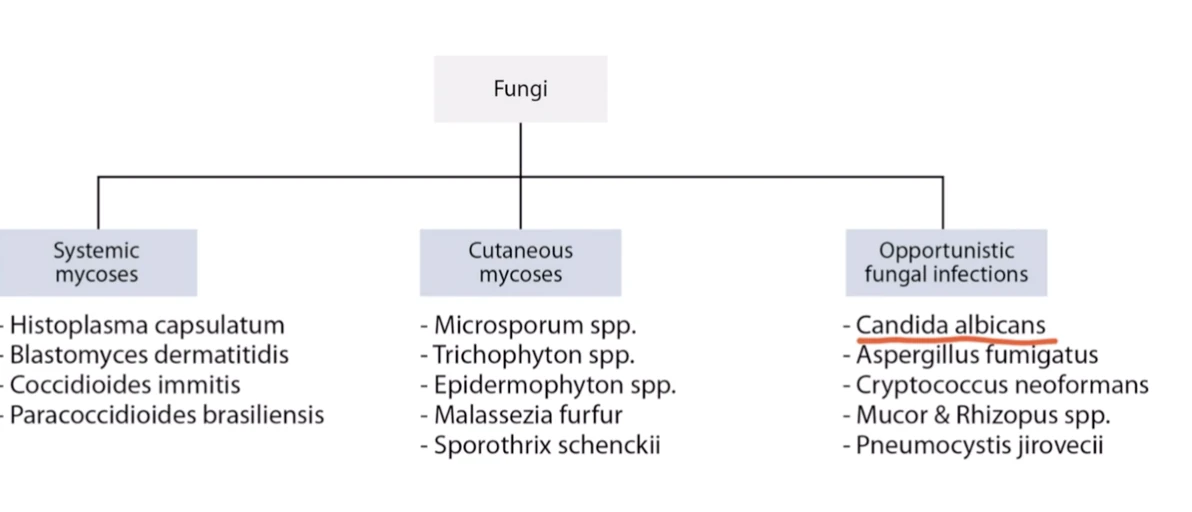 Fungi
Systemic
mycoses
- Histoplasma capsulatum
- Blastomyces dermatitidis
- Coccidioides immitis
- Paracoccidioides brasiliensis
Cutaneous
mycoses
- Microsporum spp.
- Trichophyton spp.
- Epidermophyton spp.
- Malassezia furfur
- Sporothrix schenckii
Opportunistic
fungal infections
- Candida albicans
- Aspergillus fumigatus
- Cryptococcus neoformans
- Mucor & Rhizopus spp.
- Pneumocystis jirovecii